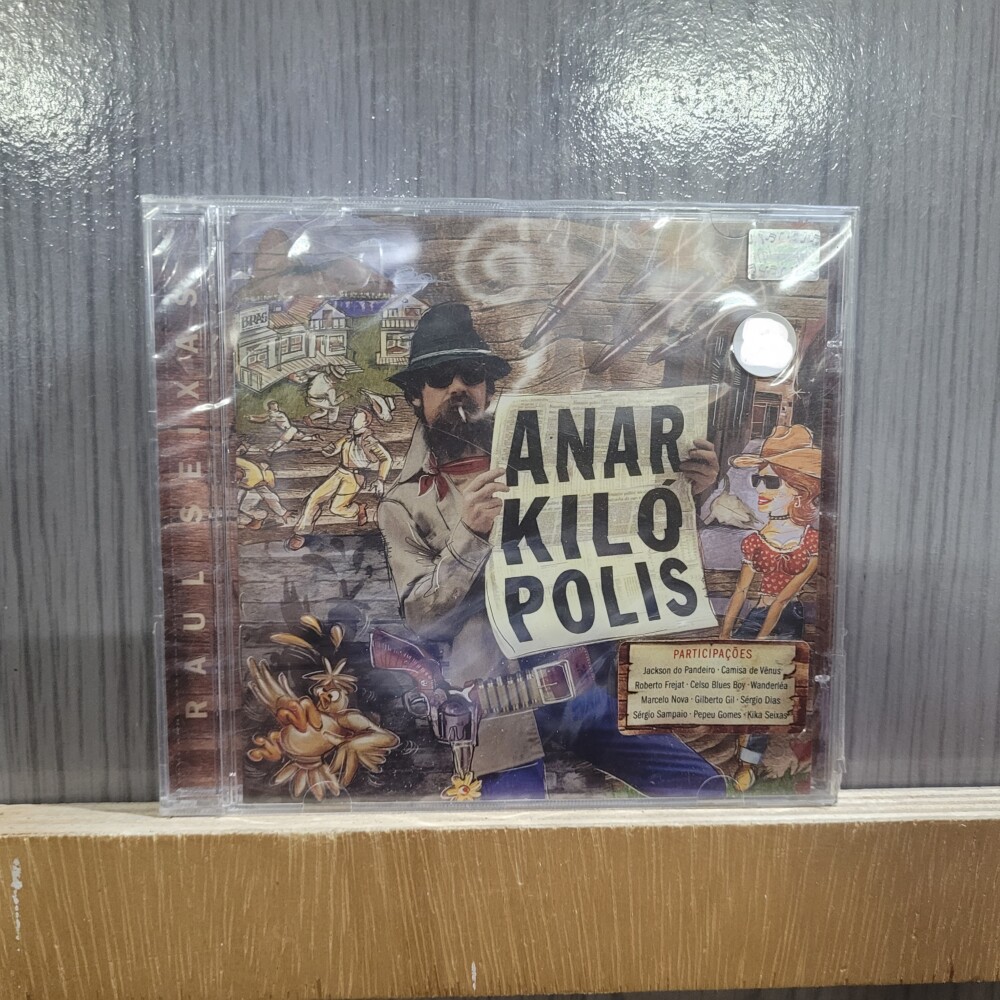 RAUL SEIXAS
BAR
ANAR
KILÓ
POLIS
PARTICIPAÇÕES
Jackson do Pandeiro · Camisa de Vênus
Roberto Frejat · Celso Blues Boy · Wanderléa
Marcelo Nova · Gilberto Gil · Sérgio Dias
Sérgio Sampaio · Pepeu Gomes · Kika Seixas